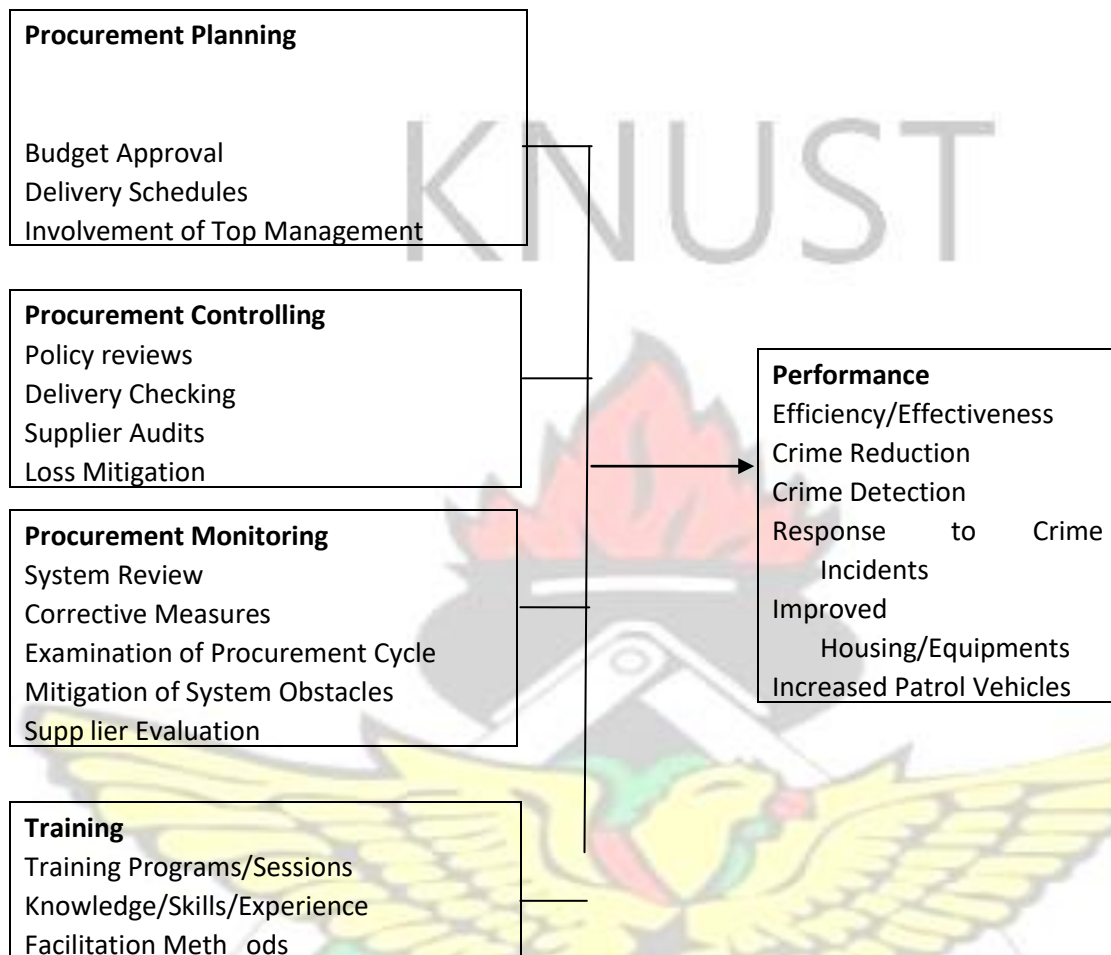 KNUST
Procurement Planning
Budget Approval
Delivery Schedules
Involvement of Top Management
Procurement Controlling
Policy reviews
Delivery Checking
Supplier Audits
Loss Mitigation
Procurement Monitoring
System Review
Corrective Measures
Examination of Procurement Cycle
Mitigation of System Obstacles
Supp lier Evaluation
Training
Training Programs/Sessions
Knowledge/Skills/Experience
Facilitation Meth ods
Performance
Efficiency/Effectiveness
Crime Reduction
Crime Detection
Response to Crime
Incidents
Improved
Housing/Equipments
Increased Patrol Vehicles